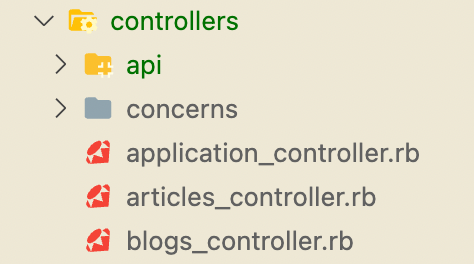 controllers
api
concerns
application_controller.rb
articles_controller.rb
blogs_controller.rb